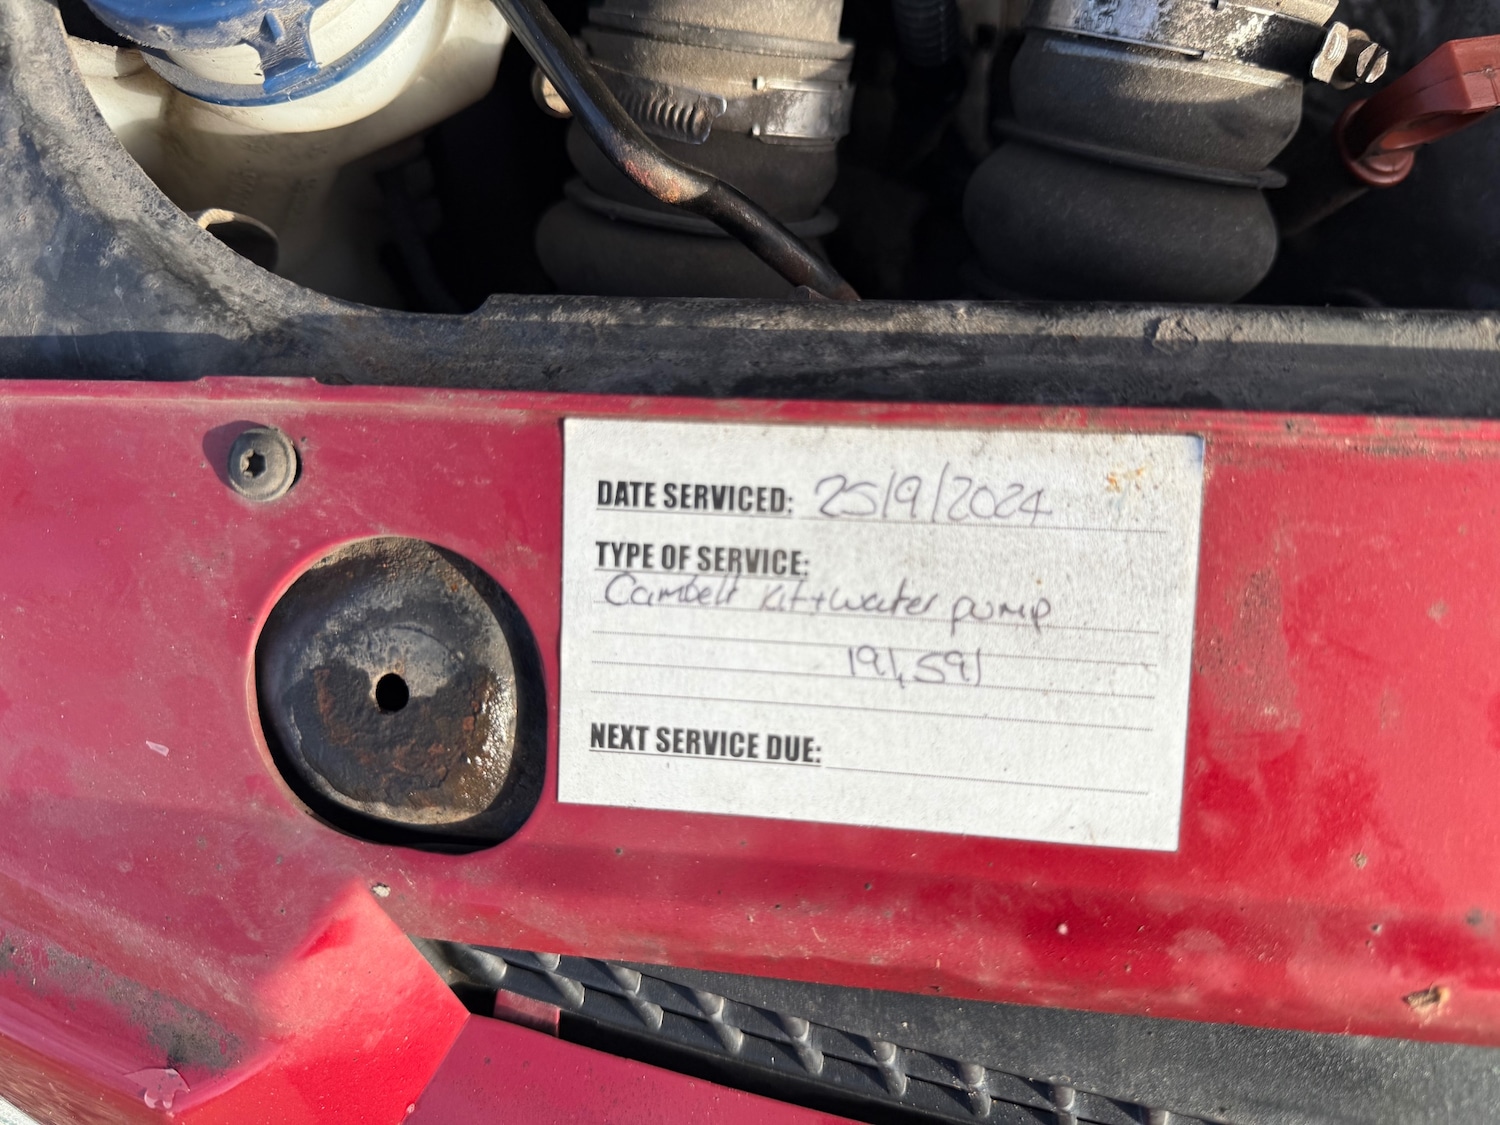 DATE SERVICED: 25/9/2024
TYPE OF SERVICE:
Cambelt kit + water pump
191,591
NEXT SERVICE DUE: